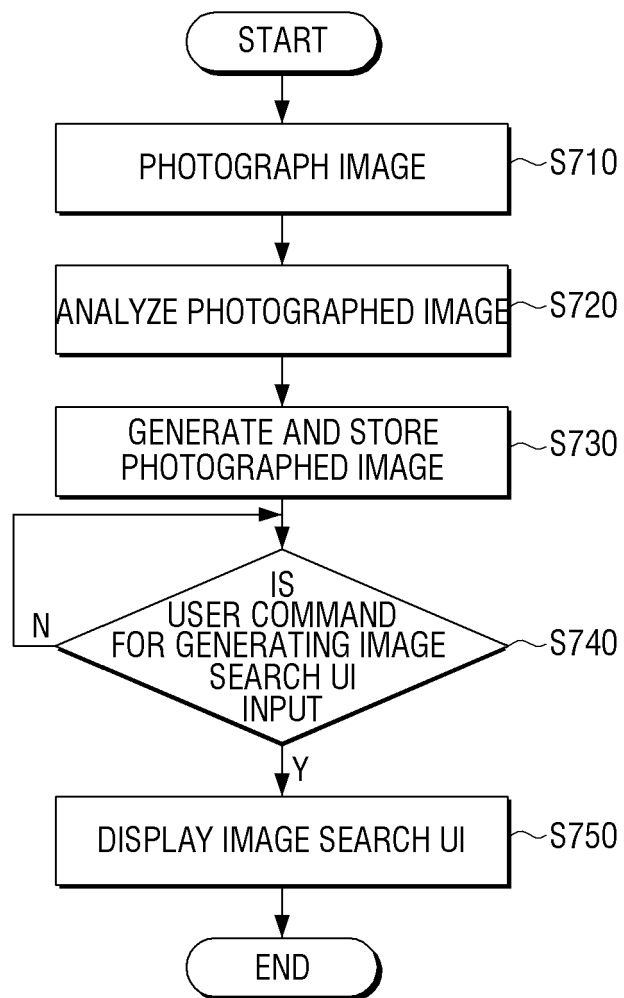 START
PHOTOGRAPH IMAGE
S710
ANALYZE PHOTOGRAPHED IMAGE
S720
GENERATE AND STORE
PHOTOGRAPHED IMAGE
S730
IS
USER COMMAND
FOR GENERATING IMAGE
SEARCH UI
INPUT
S740
N
Y
DISPLAY IMAGE SEARCH UI
S750
END